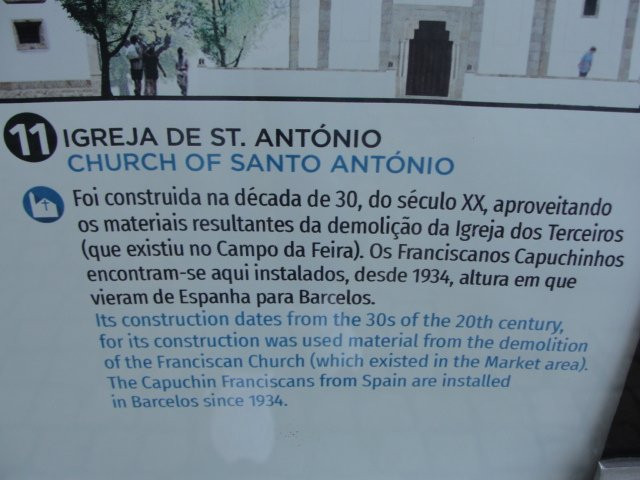 11 IGREJA DE ST. ANTÓNIO
CHURCH OF SANTO ANTÓNIO
Foi construida na década de 30, do século XX, aproveitando
os materiais resultantes da demolição da Igreja dos Terceiros
(que existiu no Campo da Feira). Os Franciscanos Capuchinhos
encontram-se aqui instalados, desde 1934, altura em que
vieram de Espanha para Barcelos.
Its construction dates from the 30s of the 20th century,
for its construction was used material from the demolition
of the Franciscan Church (which existed in the Market area).
The Capuchin Franciscans from Spain are installed
in Barcelos since 1934.